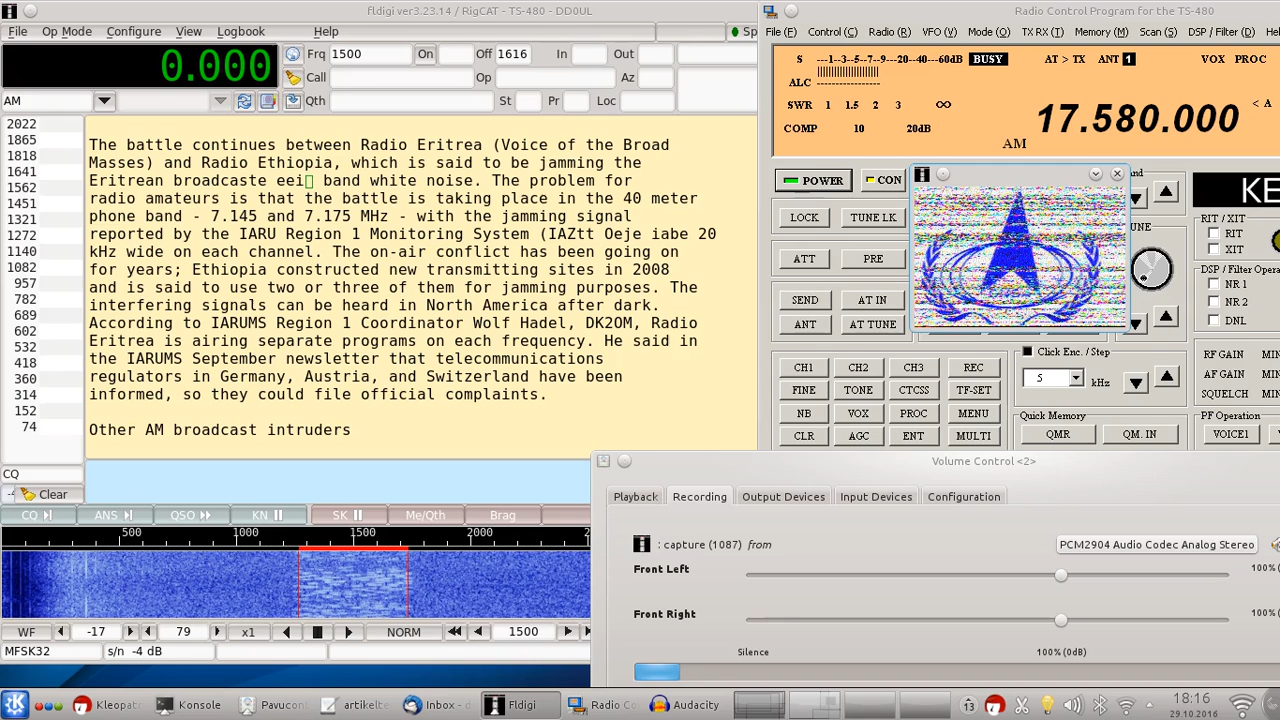 fldigi ver3.23.14 / RigCAT - TS-480 - DD0UL
File Op Mode Configure View Logbook Help
0.000
Frq 1500 On Off 1616 In Out
Call Op Az
AM Qth St Pr Loc
2022
1865
1818
1641
1562
1451
1321
1272
1140
1082
957
782
689
602
532
418
360
314
152
74
The battle continues between Radio Eritrea (Voice of the Broad
Masses) and Radio Ethiopia, which is said to be jamming the
Eritrean broadcaste eei▯ band white noise. The problem for
radio amateurs is that the battle is taking place in the 40 meter
phone band - 7.145 and 7.175 MHz - with the jamming signal
reported by the IARU Region 1 Monitoring System (IAZtt Oeje iabe 20
kHz wide on each channel. The on-air conflict has been going on
for years; Ethiopia constructed new transmitting sites in 2008
and is said to use two or three of them for jamming purposes. The
interfering signals can be heard in North America after dark.
According to IARUMS Region 1 Coordinator Wolf Hadel, DK2OM, Radio
Eritrea is airing separate programs on each frequency. He said in
the IARUMS September newsletter that telecommunications
regulators in Germany, Austria, and Switzerland have been
informed, so they could file official complaints.
Other AM broadcast intruders
CQ
Clear
CQ ANS QSO KN SK Me/Qth Brag
500 1000 1500 2000
WF -17 79 x1 NORM 1500
MFSK32 s/n -4 dB
Radio Control Program for the TS-480
File (F) Control (C) Radio (R) VFO (V) Mode (O) TX RX (T) Memory (M) Scan (S) DSP / Filter (D)
S ---1--3--5--7--9---20---40---60dB BUSY AT > TX ANT 1 VOX PROC
ALC
SWR 1 1.5 2 3 ∞
17.580.000 < A
COMP 10 20dB
AM
POWER CON
LOCK TUNE LK
ATT PRE
SEND AT IN
ANT AT TUNE
RIT / XIT
RIT
XIT
DSP / Filter
NR 1
NR 2
DNL
Click Enc. / Step
5 kHz
CH1 CH2 CH3 REC
FINE TONE CTCSS TF-SET
NB VOX PROC MENU
CLR AGC ENT MULTI
RF GAIN
AF GAIN
SQUELCH
Quick Memory
QMR QM. IN
PF Operation
VOICE1
Volume Control <2>
Playback Recording Output Devices Input Devices Configuration
: capture (1087) from PCM2904 Audio Codec Analog Stereo
Front Left 100%
Front Right 100%
Silence 100% (0dB)
Kleopat Konsole Pavucon artikelte Inbox - d Fldigi Radio Co Audacity
18:16
29.10.2016